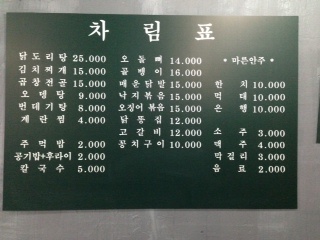 차 림 표
닭도리탕 25.000
김치찌개 15.000
곱창전골 15.000
오뎅탕 9.000
번데기탕 8.000
계란찜 4.000
주먹밥 2.000
공기밥+후라이 2.000
칼국수 5.000
오돌뼈 14.000
골뱅이 16.000
매운닭발 15.000
낙지볶음 15.000
오징어볶음 15.000
닭똥집 12.000
고갈비 12.000
꽁치구이 10.000
* 마른안주 *
한치 10.000
먹태 10.000
은행 10.000
소주 3.000
맥주 4.000
막걸리 3.000
음료 2.000